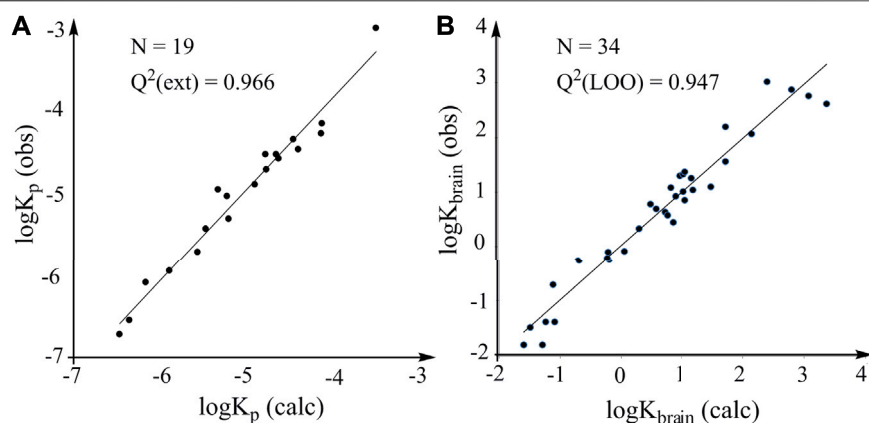 A
N = 19
Q²(ext) = 0.966
-3
-4
-5
-6
-7
logKₚ (obs)
-7 -6 -5 -4 -3
logKₚ (calc)
B
N = 34
Q²(LOO) = 0.947
4
3
2
1
0
-1
-2
logK_brain (obs)
-2 -1 0 1 2 3 4
logK_brain (calc)